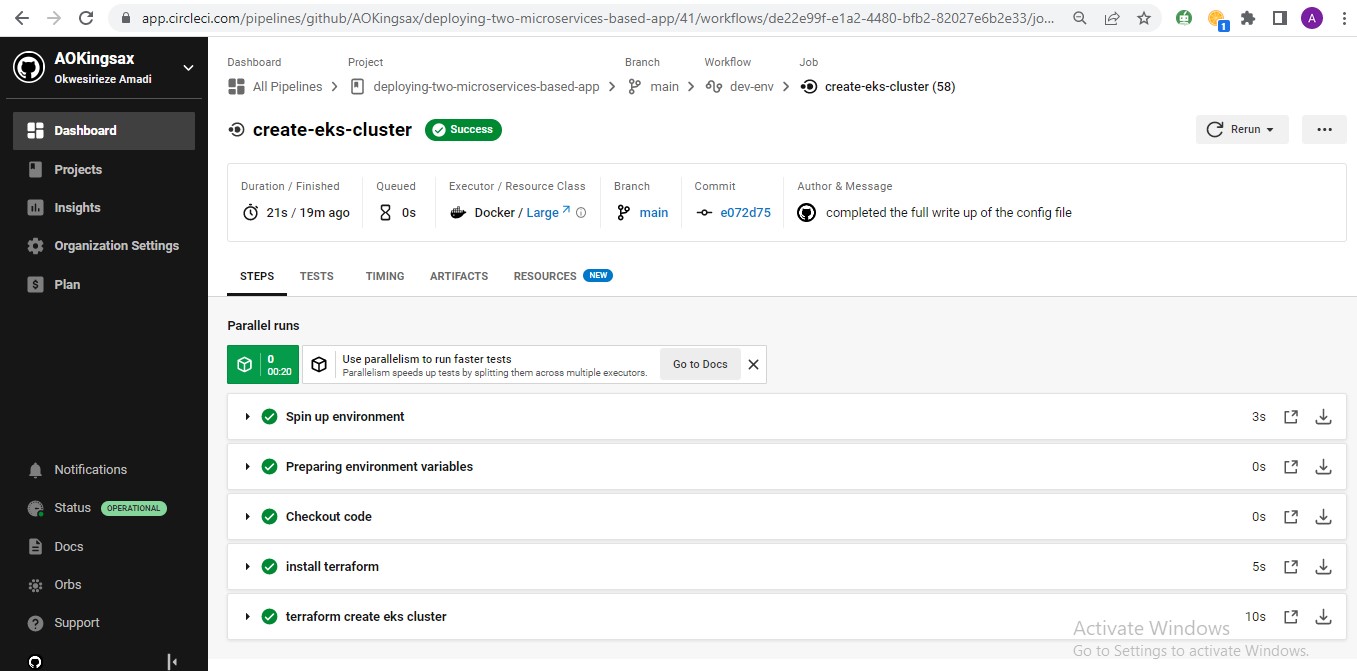 app.circleci.com/pipelines/github/AOKingsax/deploying-two-microservices-based-app/41/workflows/de22e99f-e1a2-4480-bfb2-82027e6b2e33/jo...
1
A
AOKingsax
Okwesirieze Amadi
Dashboard
Projects
Insights
Organization Settings
Plan
Notifications
Status OPERATIONAL
Docs
Orbs
Support
Dashboard Project Branch Workflow Job
All Pipelines deploying-two-microservices-based-app main dev-env create-eks-cluster (58)
create-eks-cluster Success Rerun
Duration / Finished Queued Executor / Resource Class Branch Commit Author & Message
21s / 19m ago 0s Docker / Large main e072d75 completed the full write up of the config file
STEPS TESTS TIMING ARTIFACTS RESOURCES NEW
Parallel runs
0
00:20
Use parallelism to run faster tests
Parallelism speeds up tests by splitting them across multiple executors.
Go to Docs
Spin up environment 3s
Preparing environment variables 0s
Checkout code 0s
install terraform 5s
terraform create eks cluster 10s
Activate Windows
Go to Settings to activate Windows.